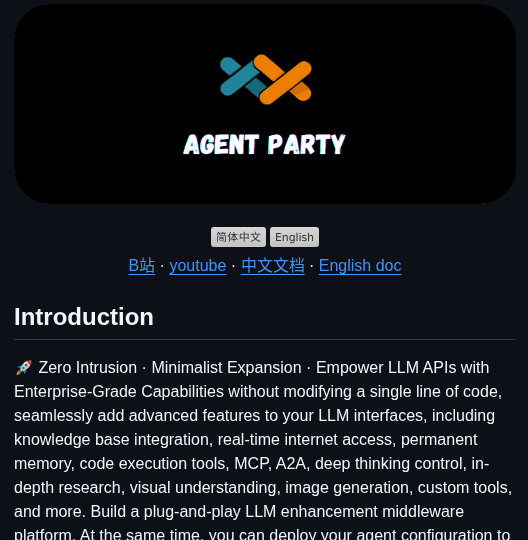 AGENT PARTY
简体中文 English
B站 · youtube · 中文文档 · English doc
Introduction
🚀 Zero Intrusion · Minimalist Expansion · Empower LLM APIs with
Enterprise-Grade Capabilities without modifying a single line of code,
seamlessly add advanced features to your LLM interfaces, including
knowledge base integration, real-time internet access, permanent
memory, code execution tools, MCP, A2A, deep thinking control, in-
depth research, visual understanding, image generation, custom tools,
and more. Build a plug-and-play LLM enhancement middleware
platform. At the same time, you can deploy your agent configuration to